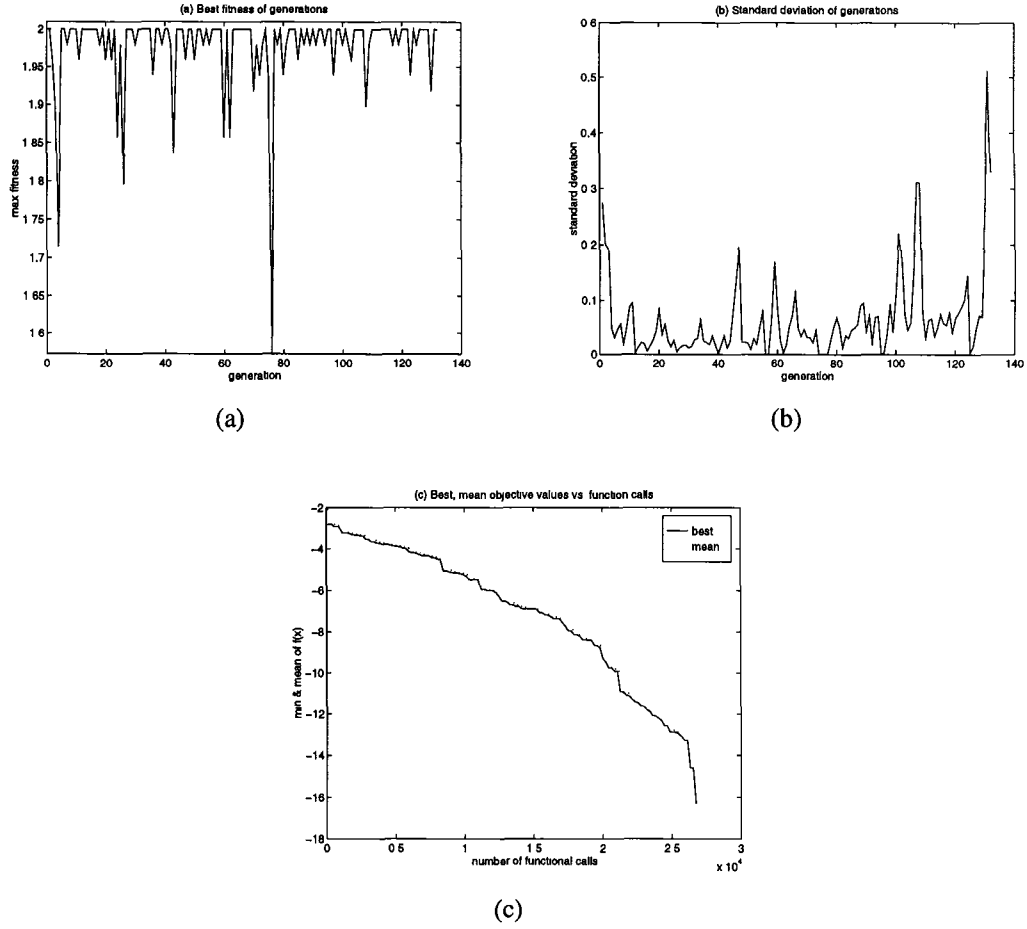 (a) Best fitness of generations
2
1.95
1.9
1.85
1 8
1.75
1.7
1 65
1 6
max fitness
0 20 40 60 80 100 120 140
generation
(a)
(b) Standard deviation of generations
0 6
0.5
0.4
0 3
0 2
0.1
0
standard deviation
0 20 40 60 80 100 120 140
generation
(b)
(c) Best, mean objective values vs function calls
-2
-4
-6
-8
-10
-12
-14
-16
-18
min & mean of f(x)
best
mean
0 0 5 1 1 5 2 2 5 3
number of functional calls
x 10^4
(c)